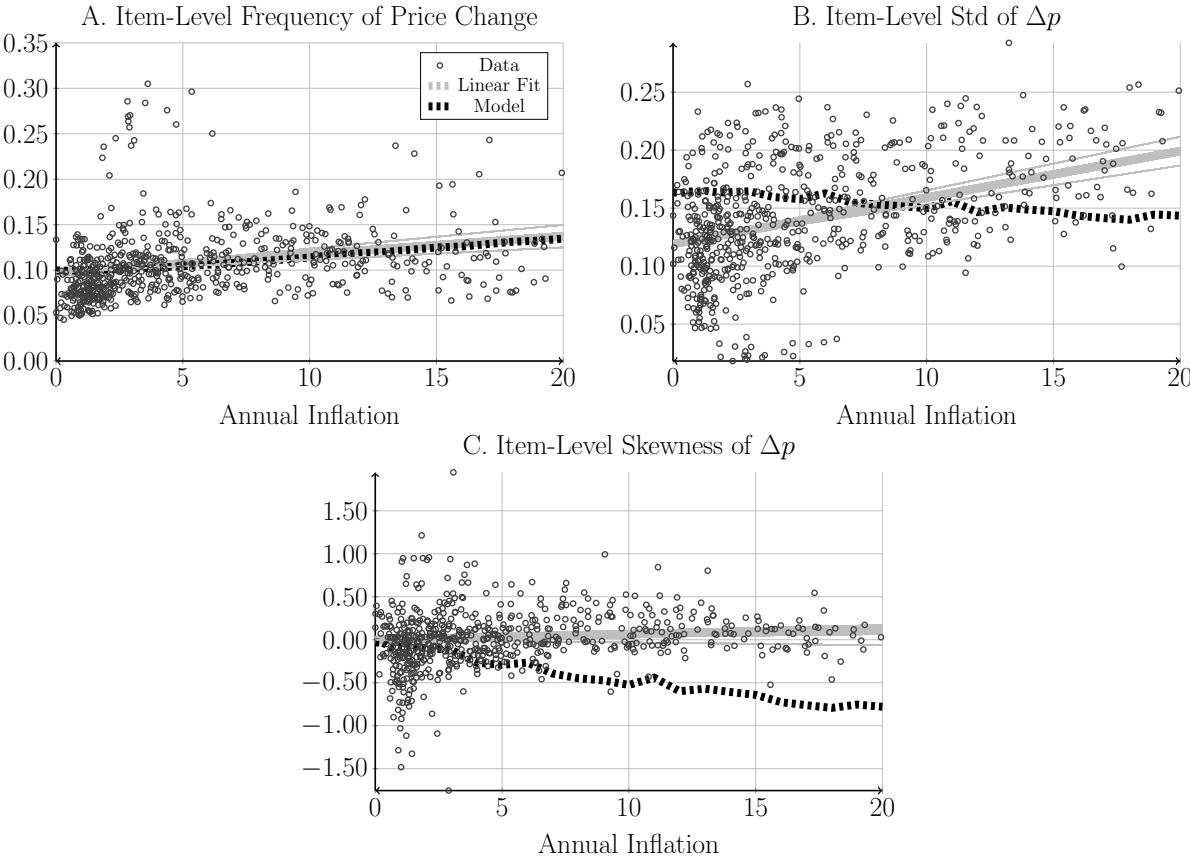 A. Item-Level Frequency of Price Change
0.35
0.30
0.25
0.20
0.15
0.10
0.05
0.00
0 5 10 15 20
Annual Inflation
Data
Linear Fit
Model
B. Item-Level Std of Δp
0.25
0.20
0.15
0.10
0.05
0 5 10 15 20
Annual Inflation
C. Item-Level Skewness of Δp
1.50
1.00
0.50
0.00
−0.50
−1.00
−1.50
0 5 10 15 20
Annual Inflation